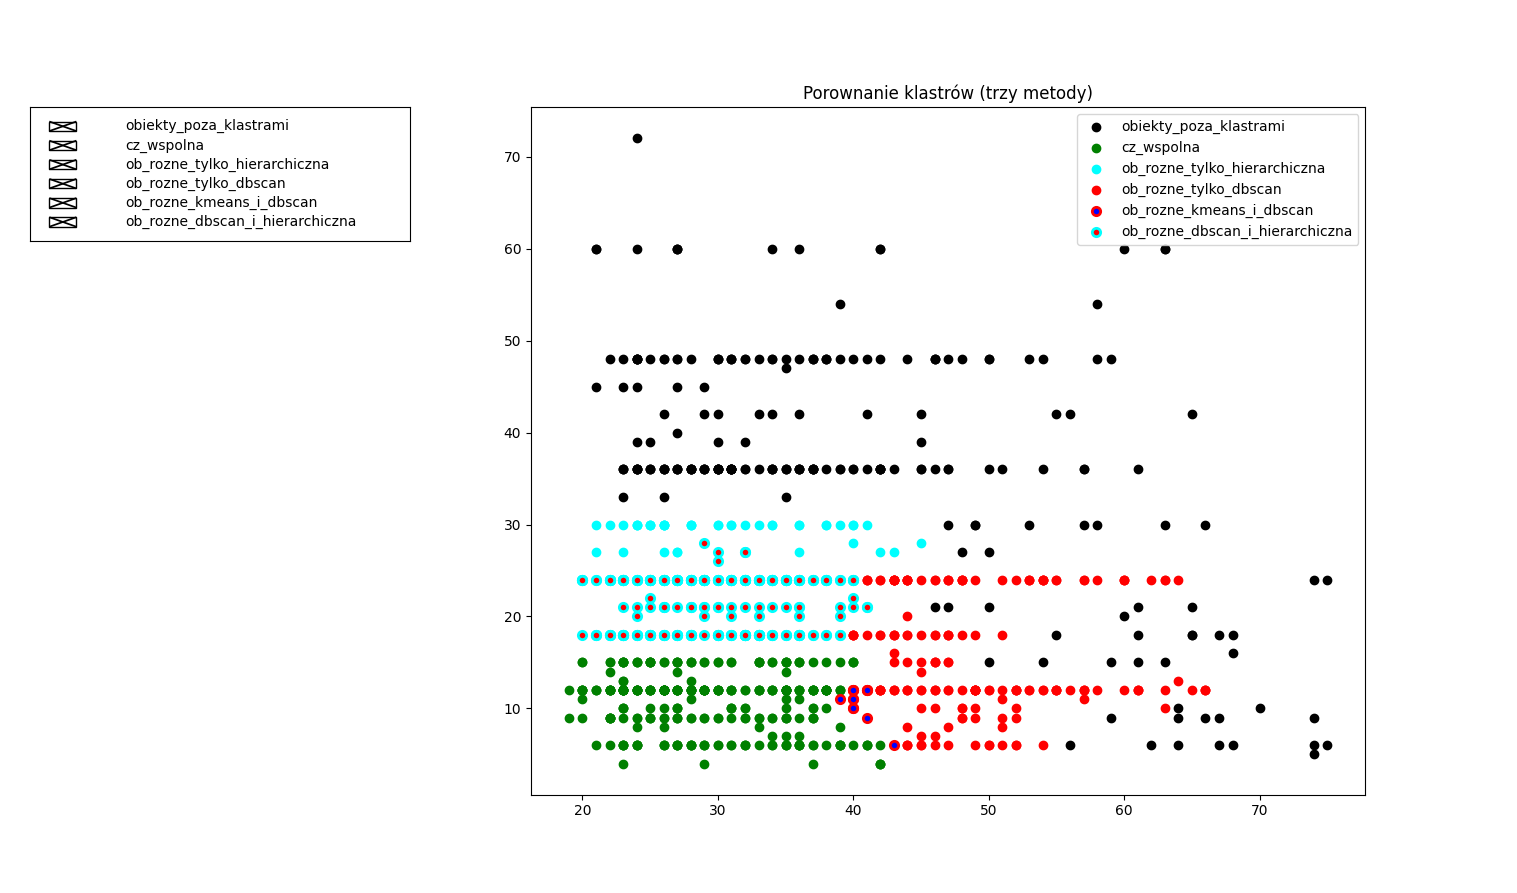 Porownanie klastrów (trzy metody)
obiekty_poza_klastrami
cz_wspolna
ob_rozne_tylko_hierarchiczna
ob_rozne_tylko_dbscan
ob_rozne_kmeans_i_dbscan
ob_rozne_dbscan_i_hierarchiczna
obiekty_poza_klastrami
cz_wspolna
ob_rozne_tylko_hierarchiczna
ob_rozne_tylko_dbscan
ob_rozne_kmeans_i_dbscan
ob_rozne_dbscan_i_hierarchiczna
70
60
50
40
30
20
10
20 30 40 50 60 70